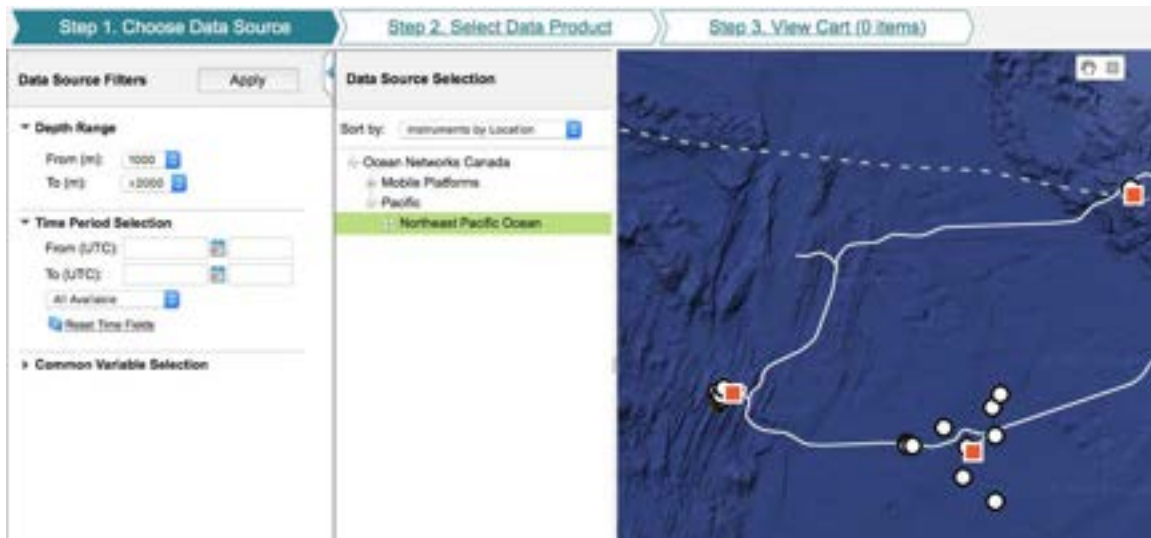 Step 1. Choose Data Source
Step 2. Select Data Product
Step 3. View Cart (0 items)
Data Source Filters
Apply
Depth Range
From (m): 1000
To (m): >2000
Time Period Selection
From (UTC):
To (UTC):
All Available
Reset Time Fields
Common Variable Selection
Data Source Selection
Sort by: Instruments by Location
Ocean Networks Canada
Mobile Platforms
Pacific
Northeast Pacific Ocean